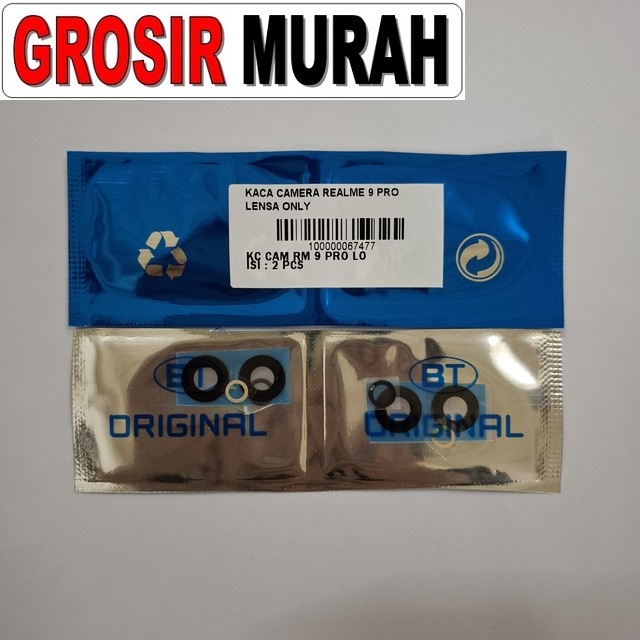 GROSIR MURAH
KACA CAMERA REALME 9 PRO
LENSA ONLY
100000067477
KC CAM RM 9 PRO LO
ISI : 2 PCS
BT
ORIGINAL
BT
ORIGINAL